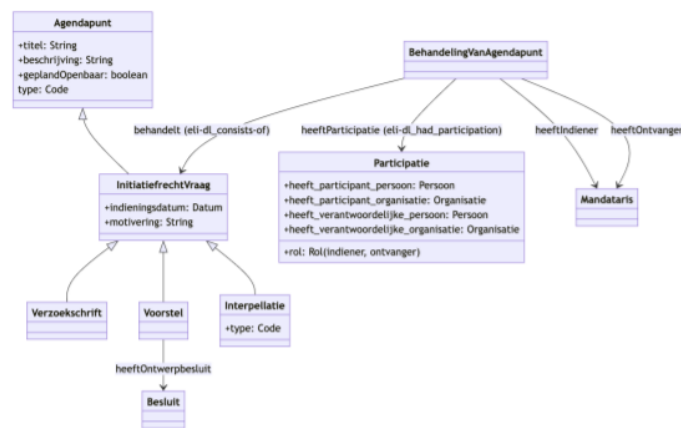 Agendapunt
+titel: String
+beschrijving: String
+geplandOpenbaar: boolean
type: Code
BehandelingVanAgendapunt
behandelt (eli-dl_consists-of)
heeftParticipatie (eli-dl_had_participation)
heeftIndiener
heeftOntvanger
InitiatiefrechtVraag
+indieningsdatum: Datum
+motivering: String
Participatie
+heeft_participant_persoon: Persoon
+heeft_participant_organisatie: Organisatie
+heeft_verantwoordelijke_persoon: Persoon
+heeft_verantwoordelijke_organisatie: Organisatie
+rol: Rol(indiener, ontvanger)
Mandataris
Verzoekschrift
Voorstel
Interpellatie
+type: Code
heeftOntwerpbesluit
Besluit